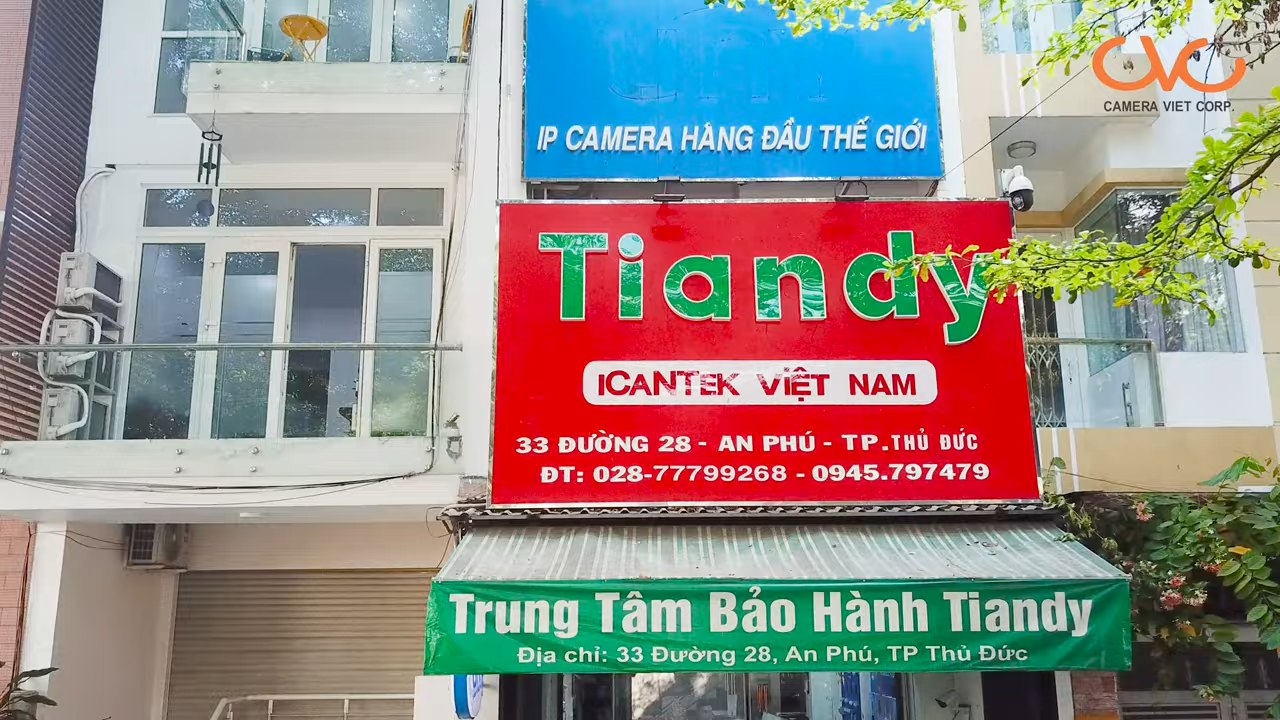 CVC
CAMERA VIET CORP.
IP CAMERA HÀNG ĐẦU THẾ GIỚI
Tiandy
ICANTEK VIỆT NAM
33 ĐƯỜNG 28 - AN PHÚ - TP.THỦ ĐỨC
ĐT: 028-77799268 - 0945.797479
Trung Tâm Bảo Hành Tiandy
Địa chỉ: 33 Đường 28, An Phú, TP Thủ Đức